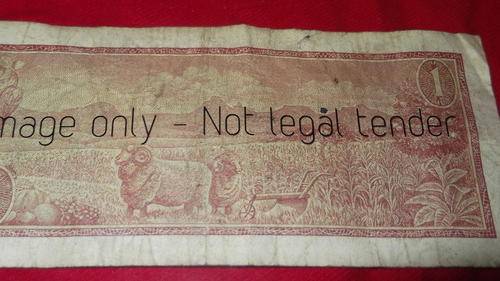 1
mage only - Not legal tender